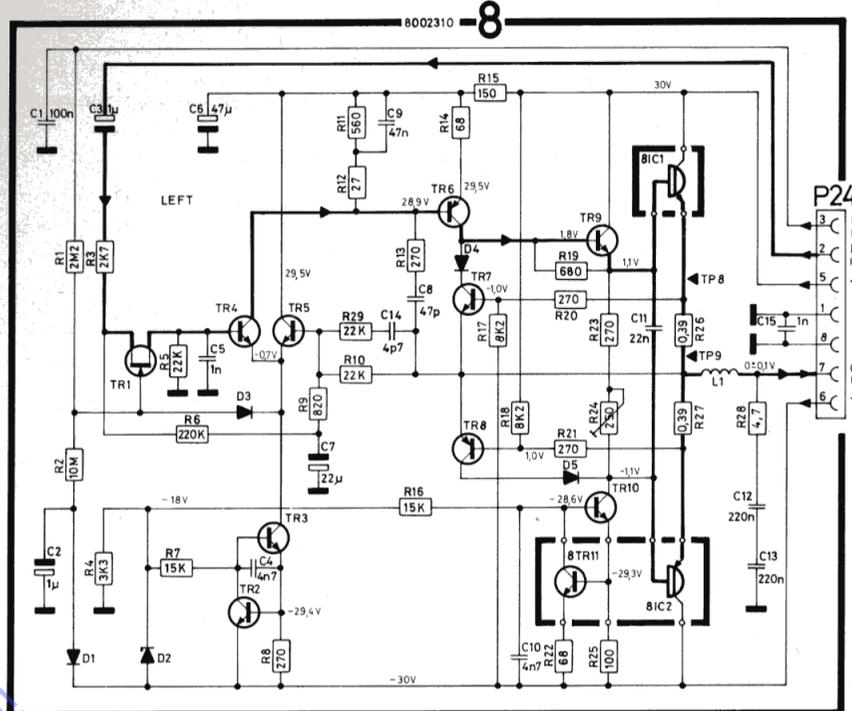 8002310
8
R15
150
30V
C1 100n
C3 1µ
C6 47µ
R11
560
C9
47n
R14
68
8IC1
R12
27
LEFT
TR6
29,5V
28,9V
P24
TR9
3
R1
2M2
R3
2K7
R13
270
D4
1,8V
2
29,5V
R19
680
1,1V
TP8
5
C8
47p
TR7
-1,0V
270
R20
TR4
TR5
R29
22K
C14
4p7
R17
8K2
R23
270
C11
22n
0,39
R26
C15
1n
1
8
R5
22K
C5
1n
-0,7V
TP9
0±0,1V
TR1
R10
22K
L1
7
D3
R9
820
R18
8K2
R24
250
0,39
R27
R28
4,7
6
R6
220K
TR8
R21
270
R2
10M
C7
22µ
1,0V
D5
-1,1V
TR10
-18V
R16
15K
-28,6V
C12
220n
TR3
C2
1µ
R4
3K3
R7
15K
C4
4n7
8TR11
-29,3V
C13
220n
TR2
8IC2
-29,4V
D1
D2
R8
270
C10
4n7
R22
68
R25
100
-30V